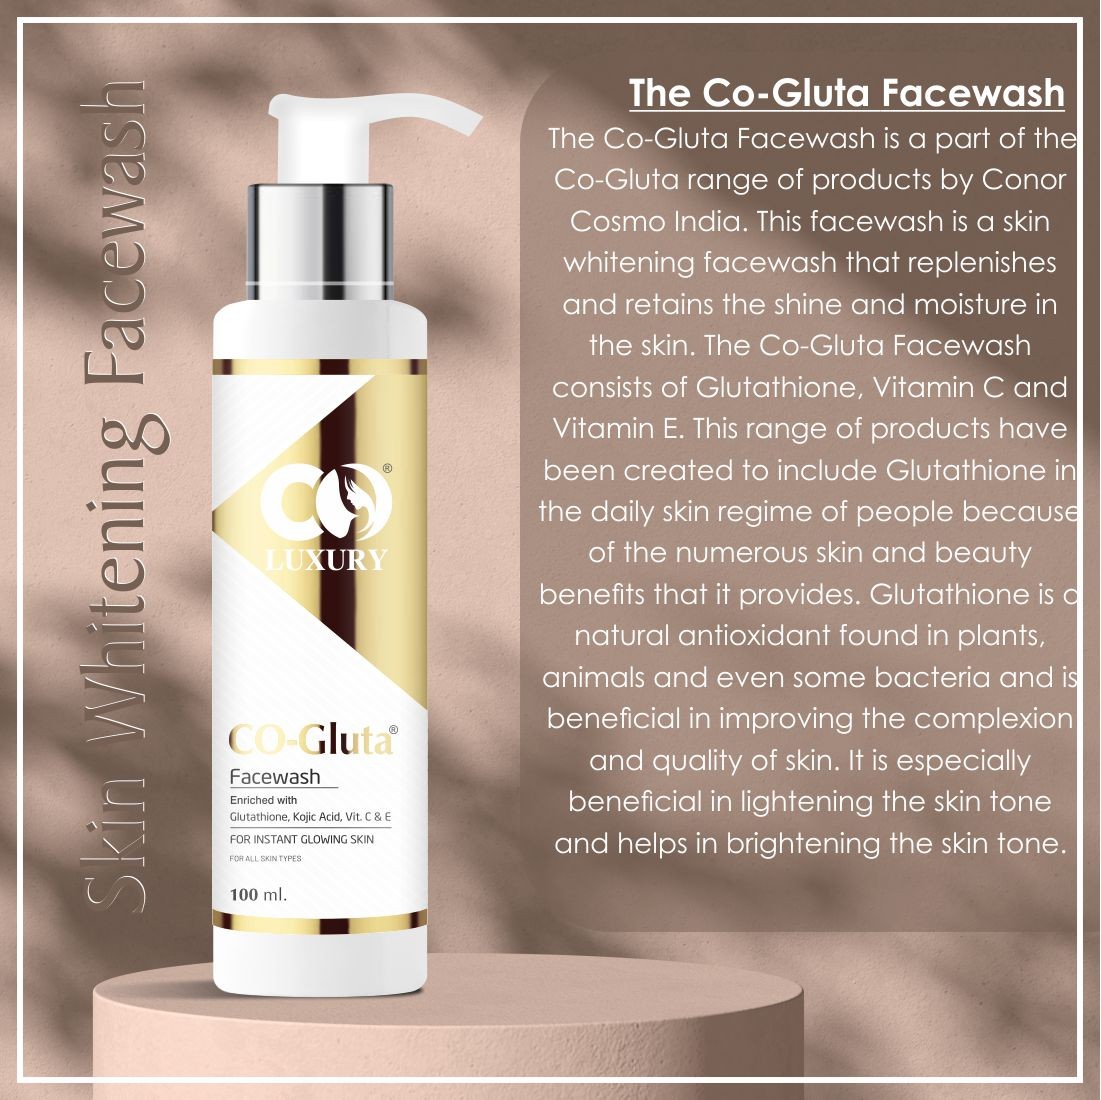 Skin Whitening Facewash
CO®
LUXURY
CO-Gluta®
Facewash
Enriched with
Glutathione, Kojic Acid, Vit. C & E
FOR INSTANT GLOWING SKIN
FOR ALL SKIN TYPES
100 ml.
The Co-Gluta Facewash
The Co-Gluta Facewash is a part of the
Co-Gluta range of products by Conor
Cosmo India. This facewash is a skin
whitening facewash that replenishes
and retains the shine and moisture in
the skin. The Co-Gluta Facewash
consists of Glutathione, Vitamin C and
Vitamin E. This range of products have
been created to include Glutathione in
the daily skin regime of people because
of the numerous skin and beauty
benefits that it provides. Glutathione is a
natural antioxidant found in plants,
animals and even some bacteria and is
beneficial in improving the complexion
and quality of skin. It is especially
beneficial in lightening the skin tone
and helps in brightening the skin tone.